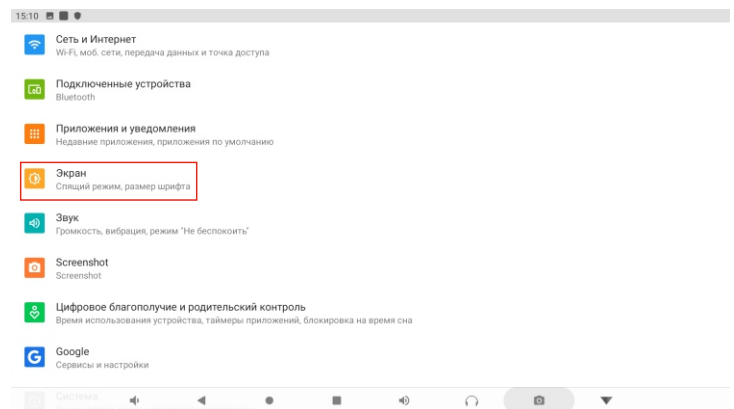 15:10
Сеть и Интернет
Wi-Fi, моб. сети, передача данных и точка доступа
Подключенные устройства
Bluetooth
Приложения и уведомления
Недавние приложения, приложения по умолчанию
Экран
Спящий режим, размер шрифта
Звук
Громкость, вибрация, режим "Не беспокоить"
Screenshot
Screenshot
Цифровое благополучие и родительский контроль
Время использования устройства, таймеры приложений, блокировка на время сна
Google
Сервисы и настройки
Система